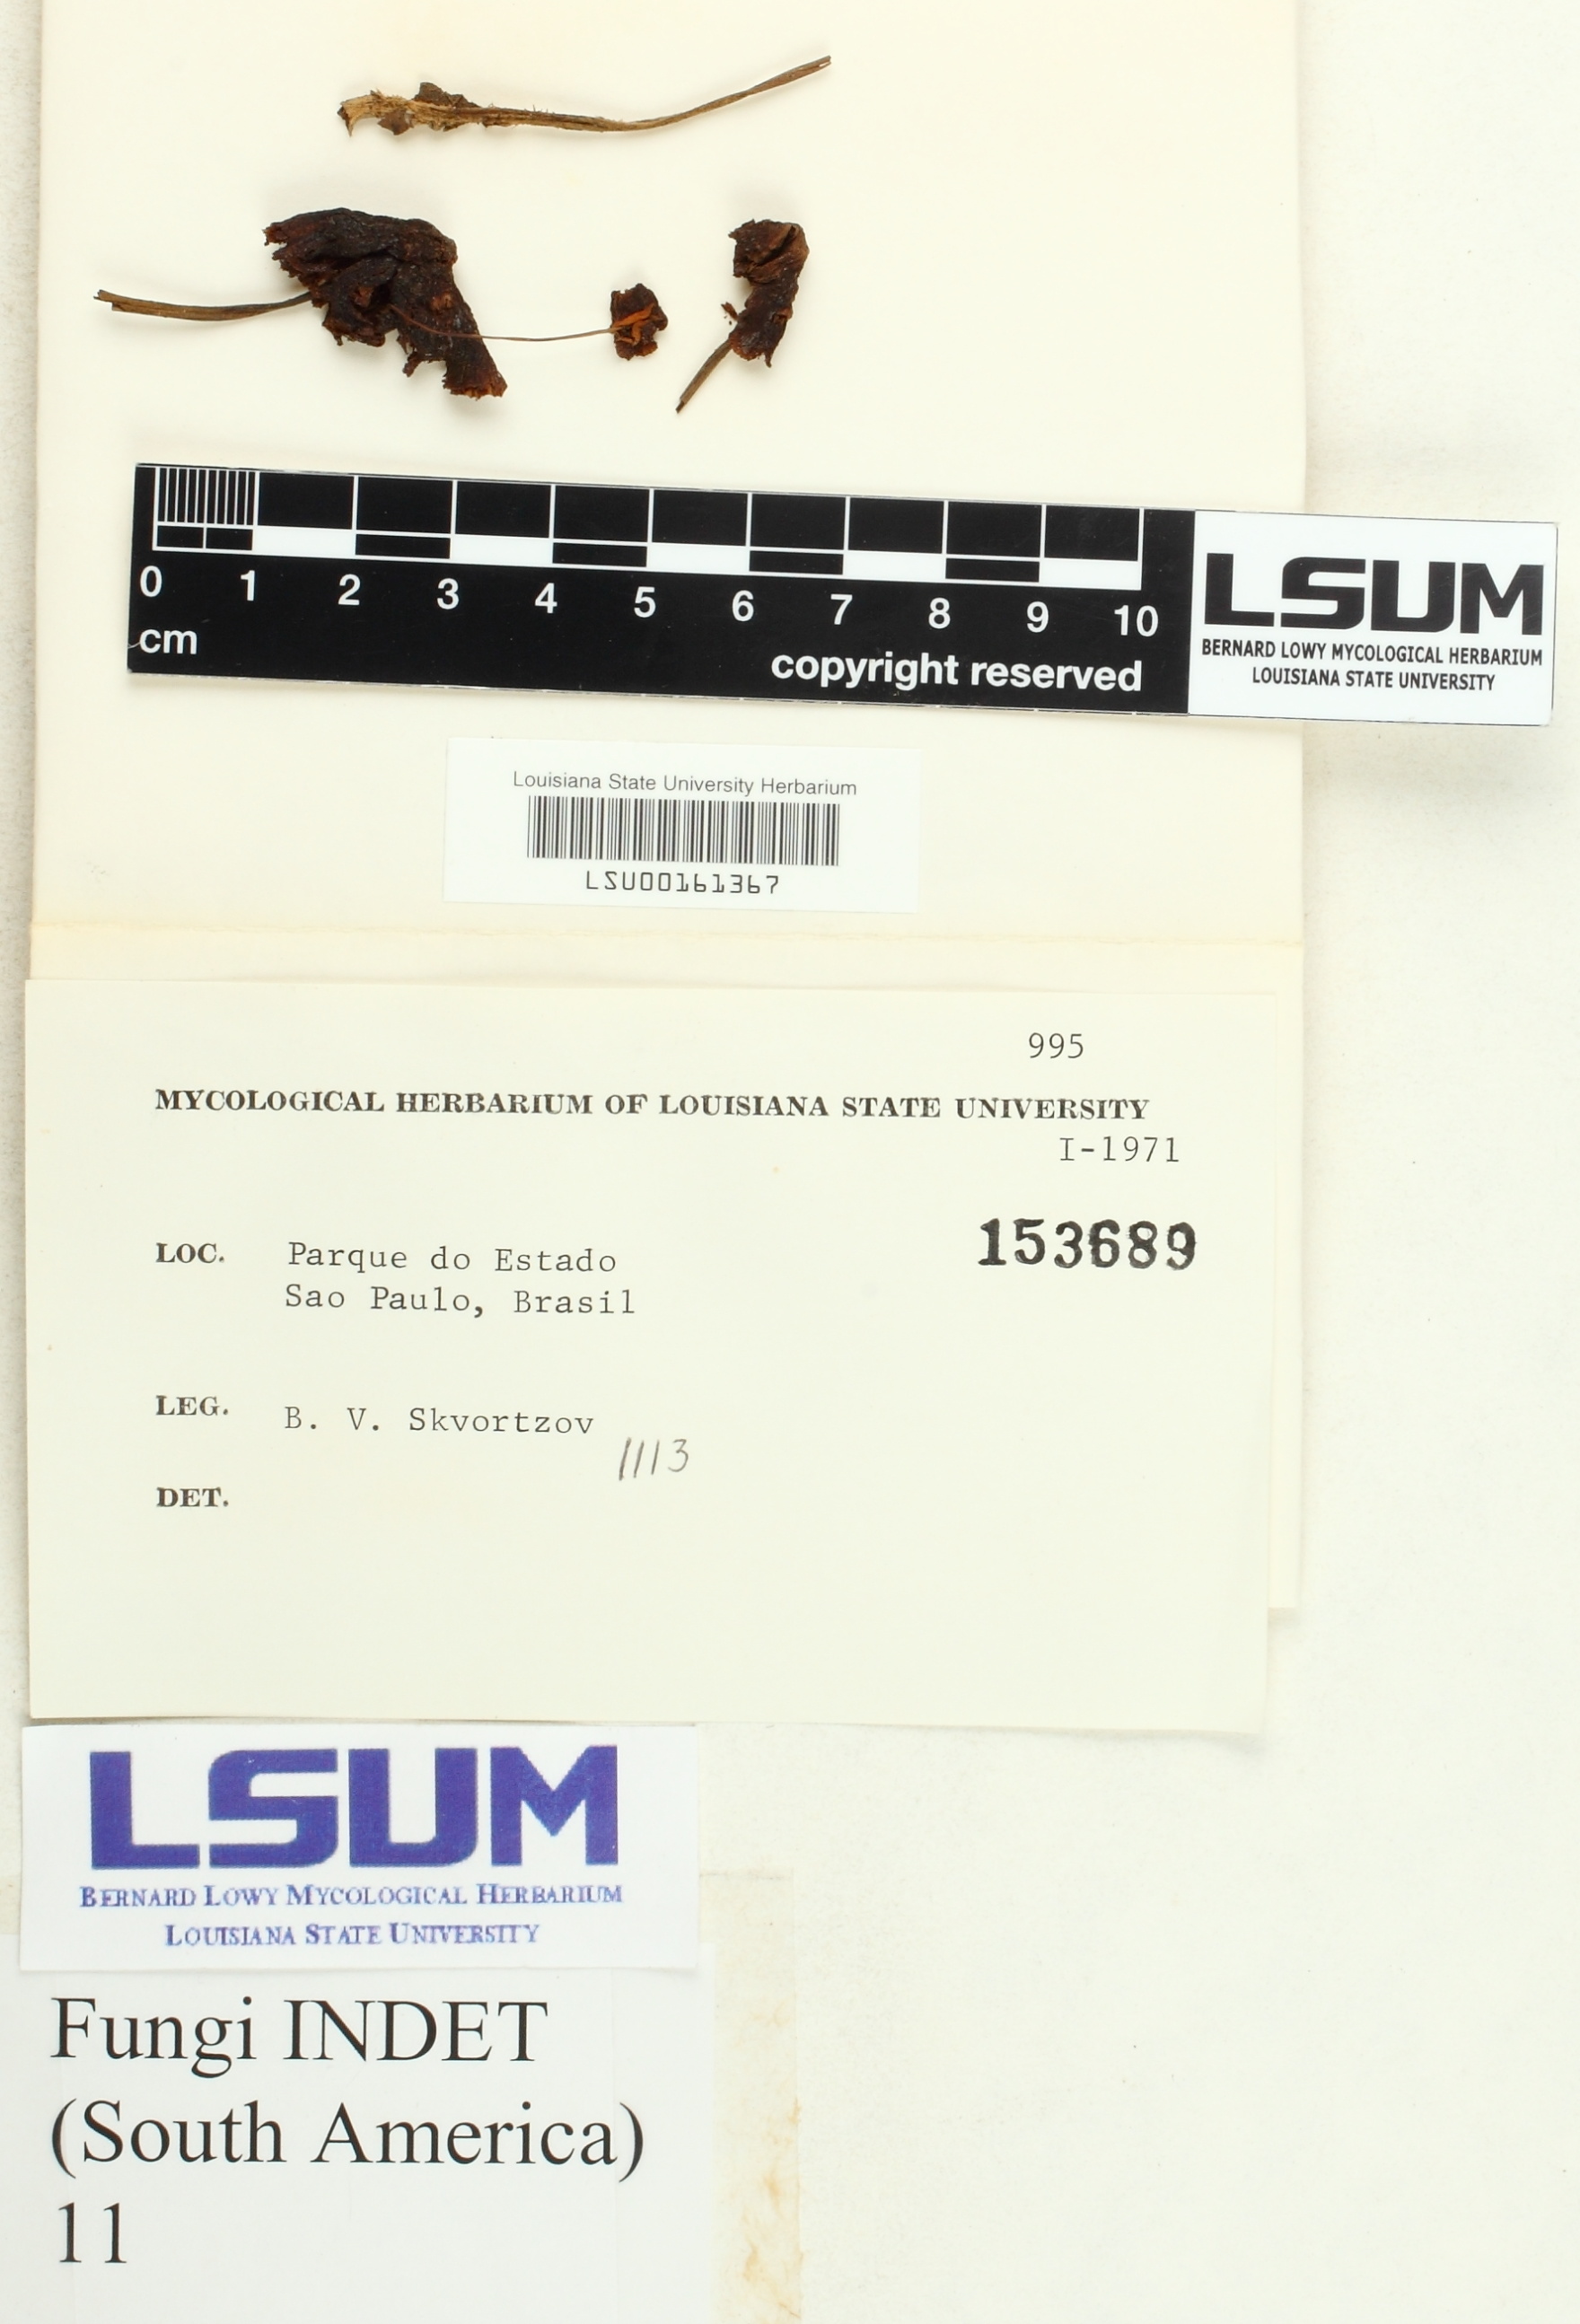 0 1 2 3 4 5 6 7 8 9 10
cm
copyright reserved
LSUM
BERNARD LOWY MYCOLOGICAL HERBARIUM
LOUISIANA STATE UNIVERSITY
Louisiana State University Herbarium
LSU00161367
995
MYCOLOGICAL HERBARIUM OF LOUISIANA STATE UNIVERSITY
I-1971
153689
LOC. Parque do Estado
Sao Paulo, Brasil
LEG. B. V. Skvortzov
1113
DET.
LSUM
BERNARD LOWY MYCOLOGICAL HERBARIUM
LOUISIANA STATE UNIVERSITY
Fungi INDET
(South America)
11